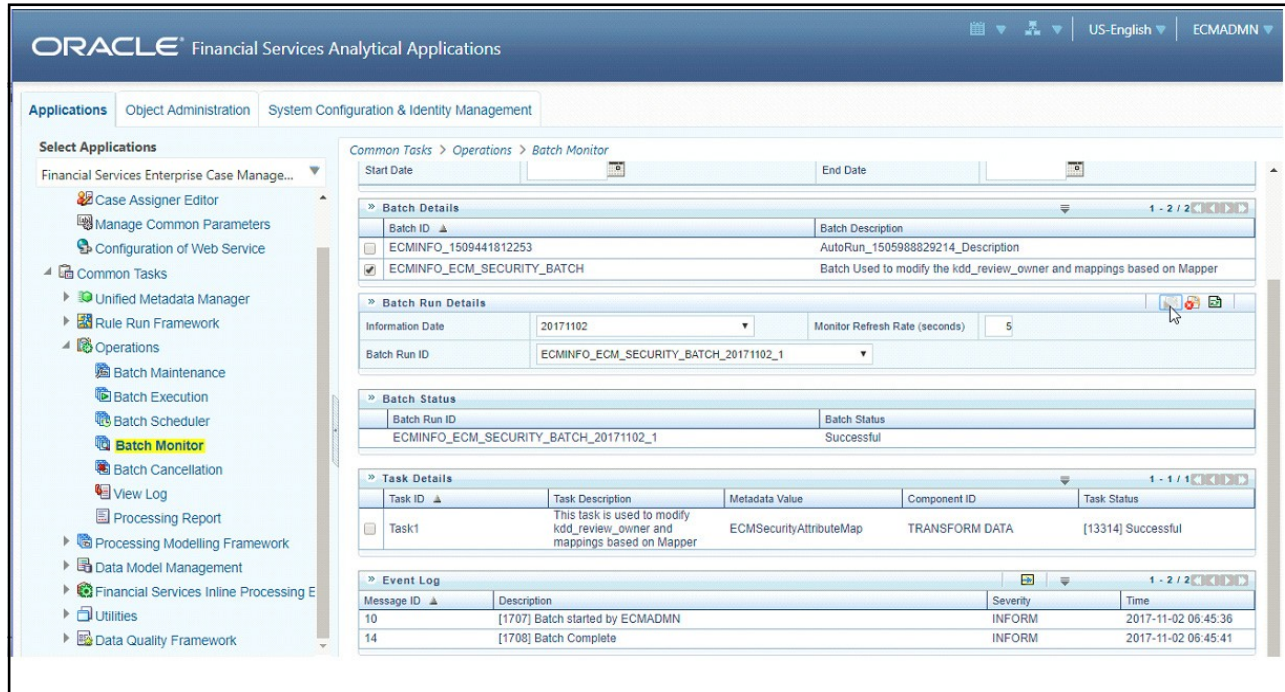 ORACLE® Financial Services Analytical Applications
US-English
ECMADMN
Applications
Object Administration
System Configuration & Identity Management
Select Applications
Financial Services Enterprise Case Manage...
Case Assigner Editor
Manage Common Parameters
Configuration of Web Service
Common Tasks
Unified Metadata Manager
Rule Run Framework
Operations
Batch Maintenance
Batch Execution
Batch Scheduler
Batch Monitor
Batch Cancellation
View Log
Processing Report
Processing Modelling Framework
Data Model Management
Financial Services Inline Processing E
Utilities
Data Quality Framework
Common Tasks > Operations > Batch Monitor
Start Date
End Date
» Batch Details
1 - 2 / 2
Batch ID
Batch Description
ECMINFO_1509441812253
AutoRun_1505988829214_Description
ECMINFO_ECM_SECURITY_BATCH
Batch Used to modify the kdd_review_owner and mappings based on Mapper
» Batch Run Details
Information Date
20171102
Monitor Refresh Rate (seconds)
5
Batch Run ID
ECMINFO_ECM_SECURITY_BATCH_20171102_1
» Batch Status
Batch Run ID
Batch Status
ECMINFO_ECM_SECURITY_BATCH_20171102_1
Successful
» Task Details
1 - 1 / 1
Task ID
Task Description
Metadata Value
Component ID
Task Status
Task1
This task is used to modify
kdd_review_owner and
mappings based on Mapper
ECMSecurityAttributeMap
TRANSFORM DATA
[13314] Successful
» Event Log
1 - 2 / 2
Message ID
Description
Severity
Time
10
[1707] Batch started by ECMADMN
INFORM
2017-11-02 06:45:36
14
[1708] Batch Complete
INFORM
2017-11-02 06:45:41